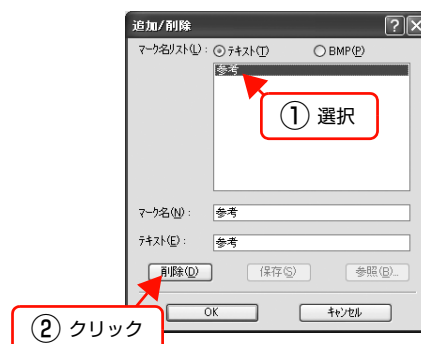 追加/削除
マーク名リスト(L): テキスト(T) BMP(P)
参考
① 選択
マーク名(N): 参考
テキスト(E): 参考
削除(D) 保存(S) 参照(B)...
OK キャンセル
② クリック